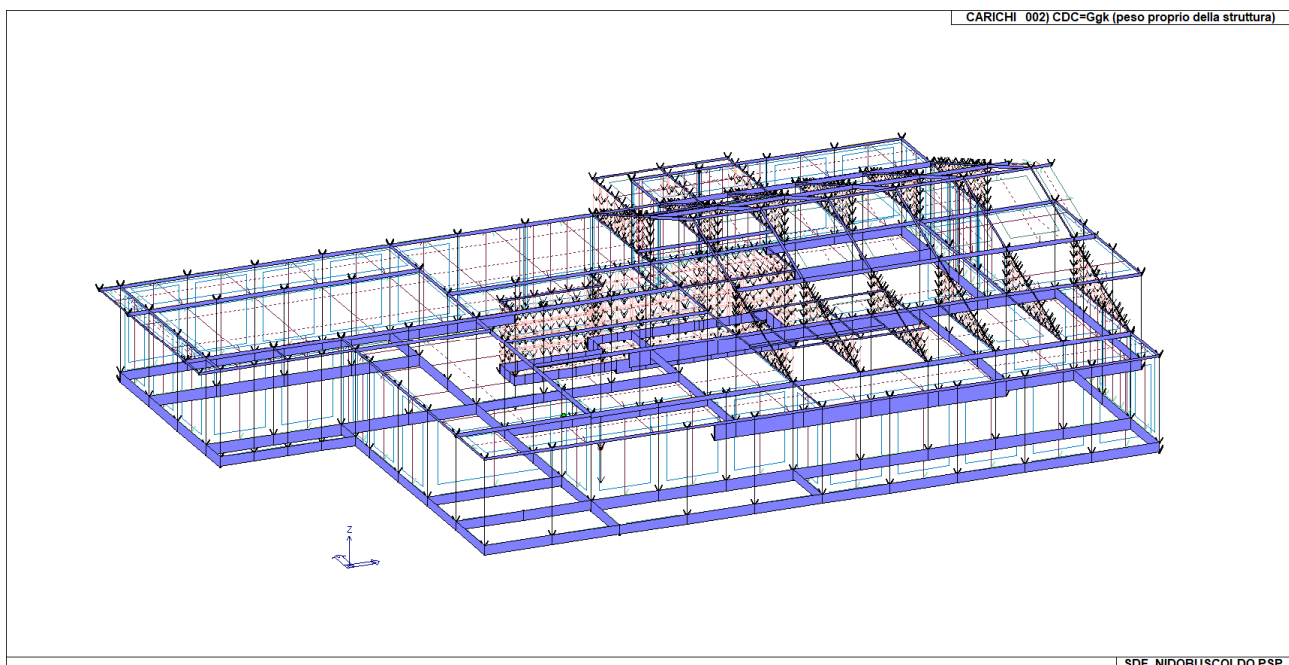 CARICHI 002) CDC=Ggk (peso proprio della struttura)
Z
SDF_NIDOBUSCOLDO.PSP